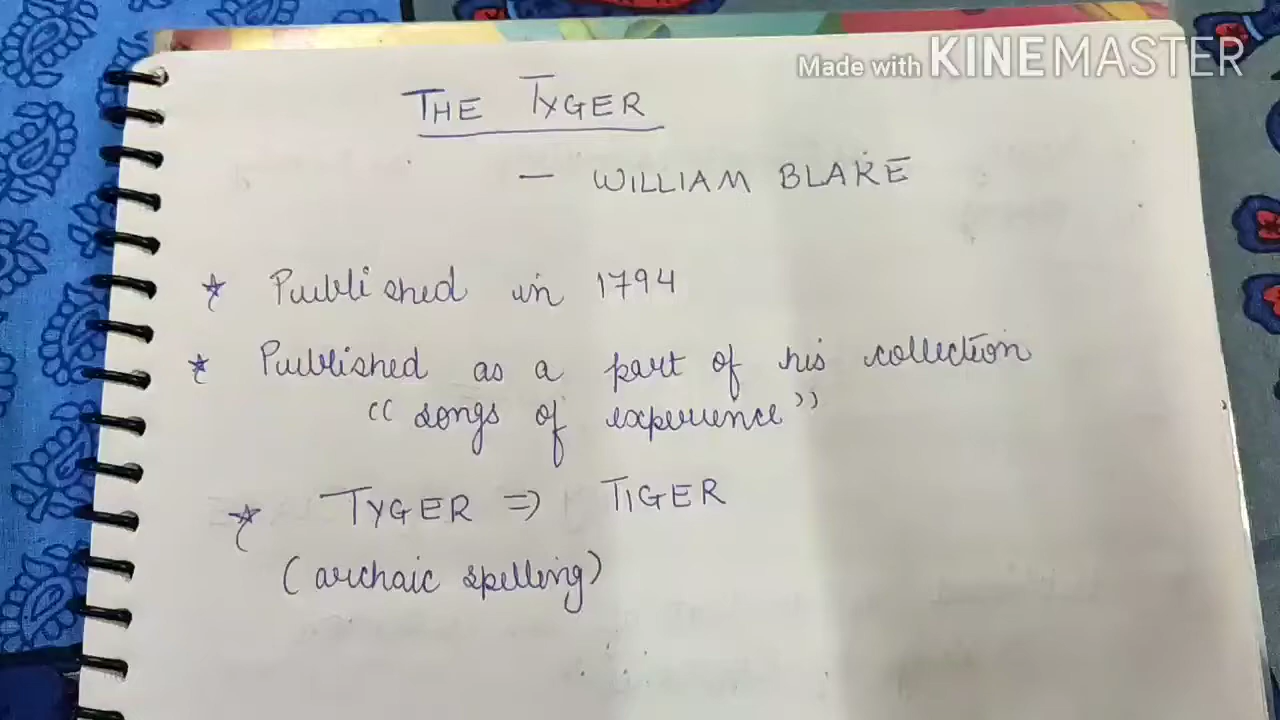 Made with KINEMASTER
THE TYGER
— WILLIAM BLAKE
★ Published in 1794
★ Published as a part of his collection
“ songs of experience ”
★ TYGER ⇒ TIGER
(archaic spelling)